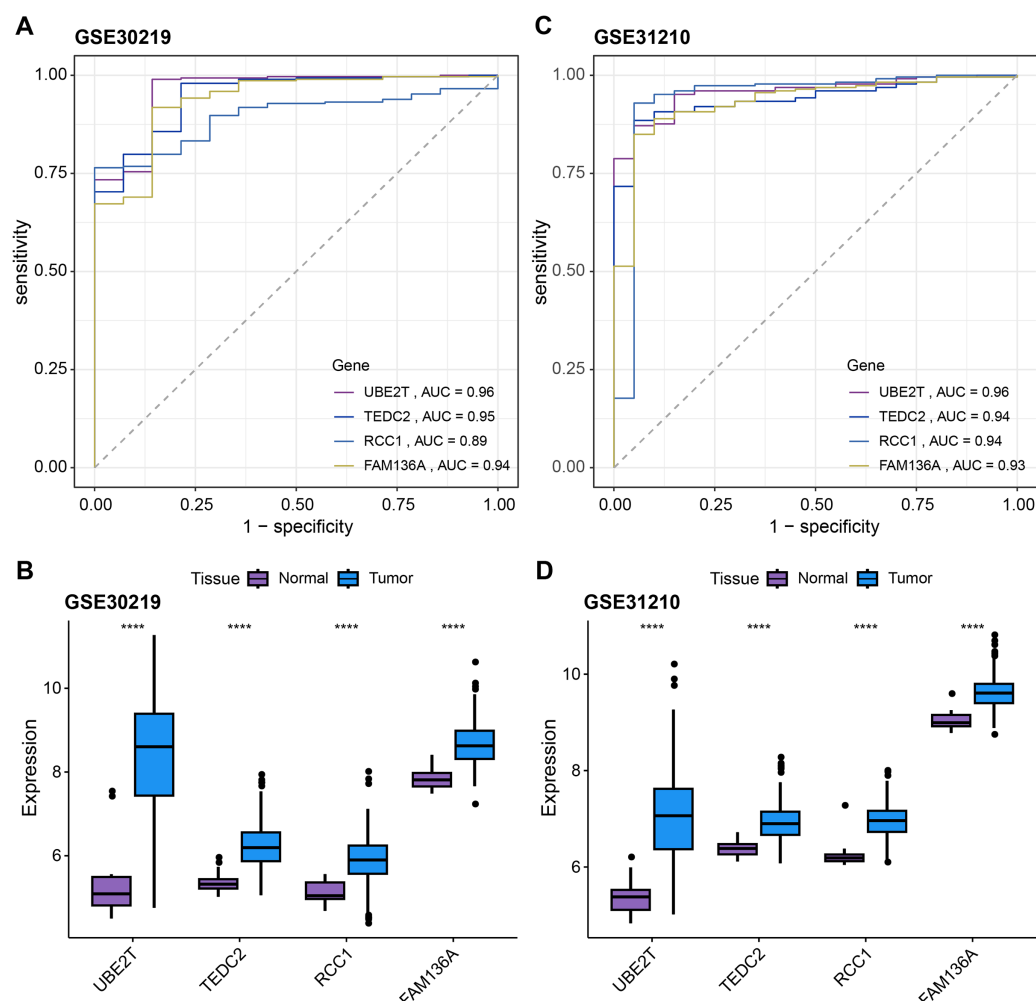 A
GSE30219
1.00
0.75
0.50
0.25
0.00
sensitivity
Gene
UBE2T , AUC = 0.96
TEDC2 , AUC = 0.95
RCC1 , AUC = 0.89
FAM136A , AUC = 0.94
0.00 0.25 0.50 0.75 1.00
1 − specificity
C
GSE31210
1.00
0.75
0.50
0.25
0.00
sensitivity
Gene
UBE2T , AUC = 0.96
TEDC2 , AUC = 0.94
RCC1 , AUC = 0.94
FAM136A , AUC = 0.93
0.00 0.25 0.50 0.75 1.00
1 − specificity
B
Tissue Normal Tumor
GSE30219
**** **** **** ****
10
8
6
Expression
UBE2T TEDC2 RCC1 FAM136A
D
Tissue Normal Tumor
GSE31210
**** **** **** ****
10
8
6
Expression
UBE2T TEDC2 RCC1 FAM136A